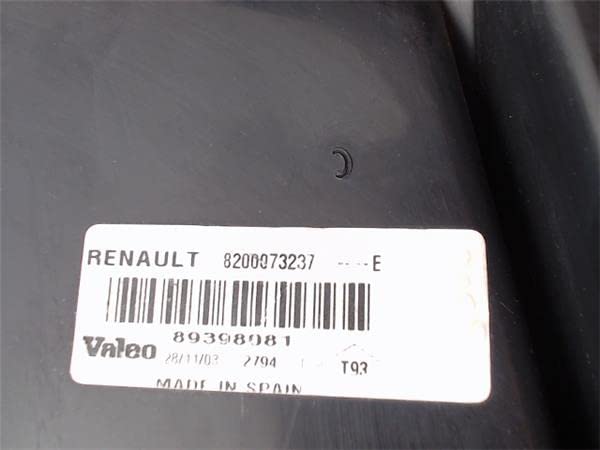 RENAULT 8200073237 -- --E
89398081
Valeo 28/11/03 2794 T93
MADE IN SPAIN